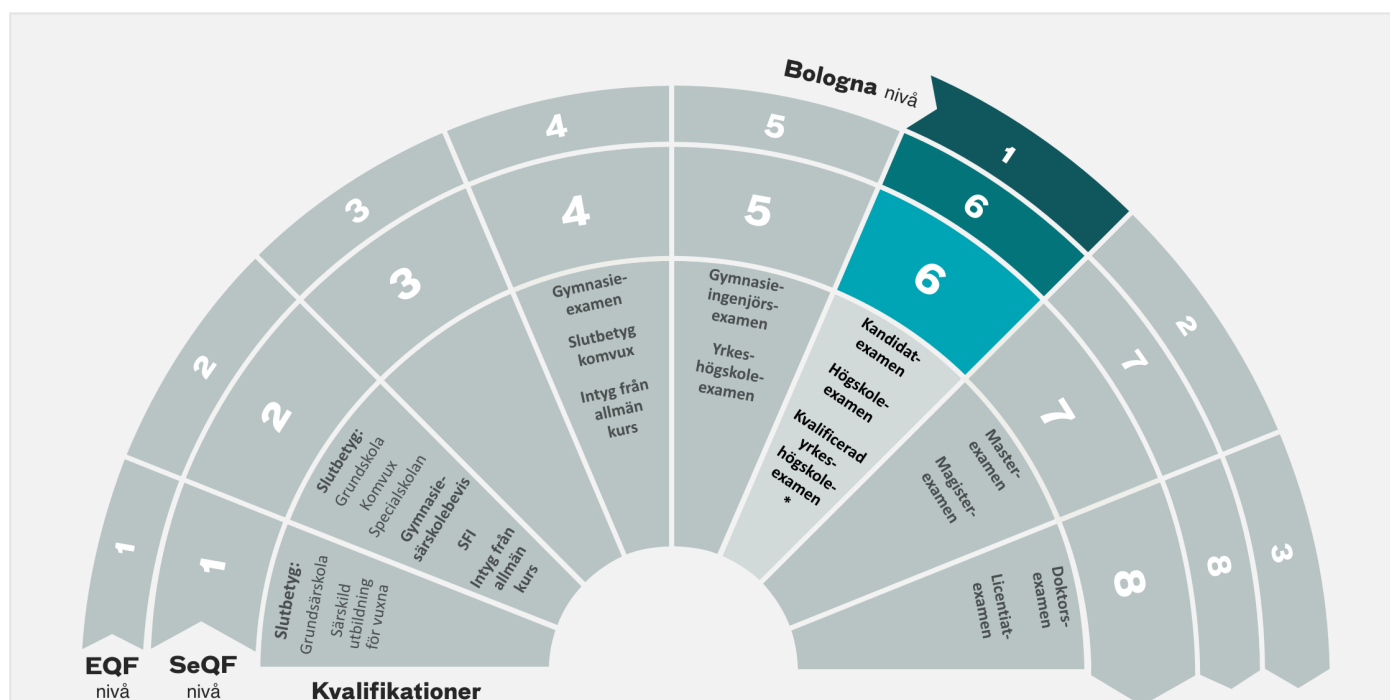 Bologna nivå
1
2
3
1
2
3
4
5
6
7
8
1
2
3
4
5
6
7
8
Slutbetyg:
Grundsärskola
Särskild
utbildning
för vuxna
Slutbetyg:
Grundskola
Komvux
Specialskolan
Gymnasie-
särskolebevis
SFI
Intyg från
allmän
kurs
Gymnasie-
examen
Slutbetyg
komvux
Intyg från
allmän
kurs
Gymnasie-
ingenjörs-
examen
Yrkes-
högskole-
examen
Kandidat-
examen
Högskole-
examen
Kvalificerad
yrkes-
högskole-
examen
*
Master-
examen
Magister-
examen
Doktors-
examen
Licentiat-
examen
EQF
nivå
SeQF
nivå
Kvalifikationer